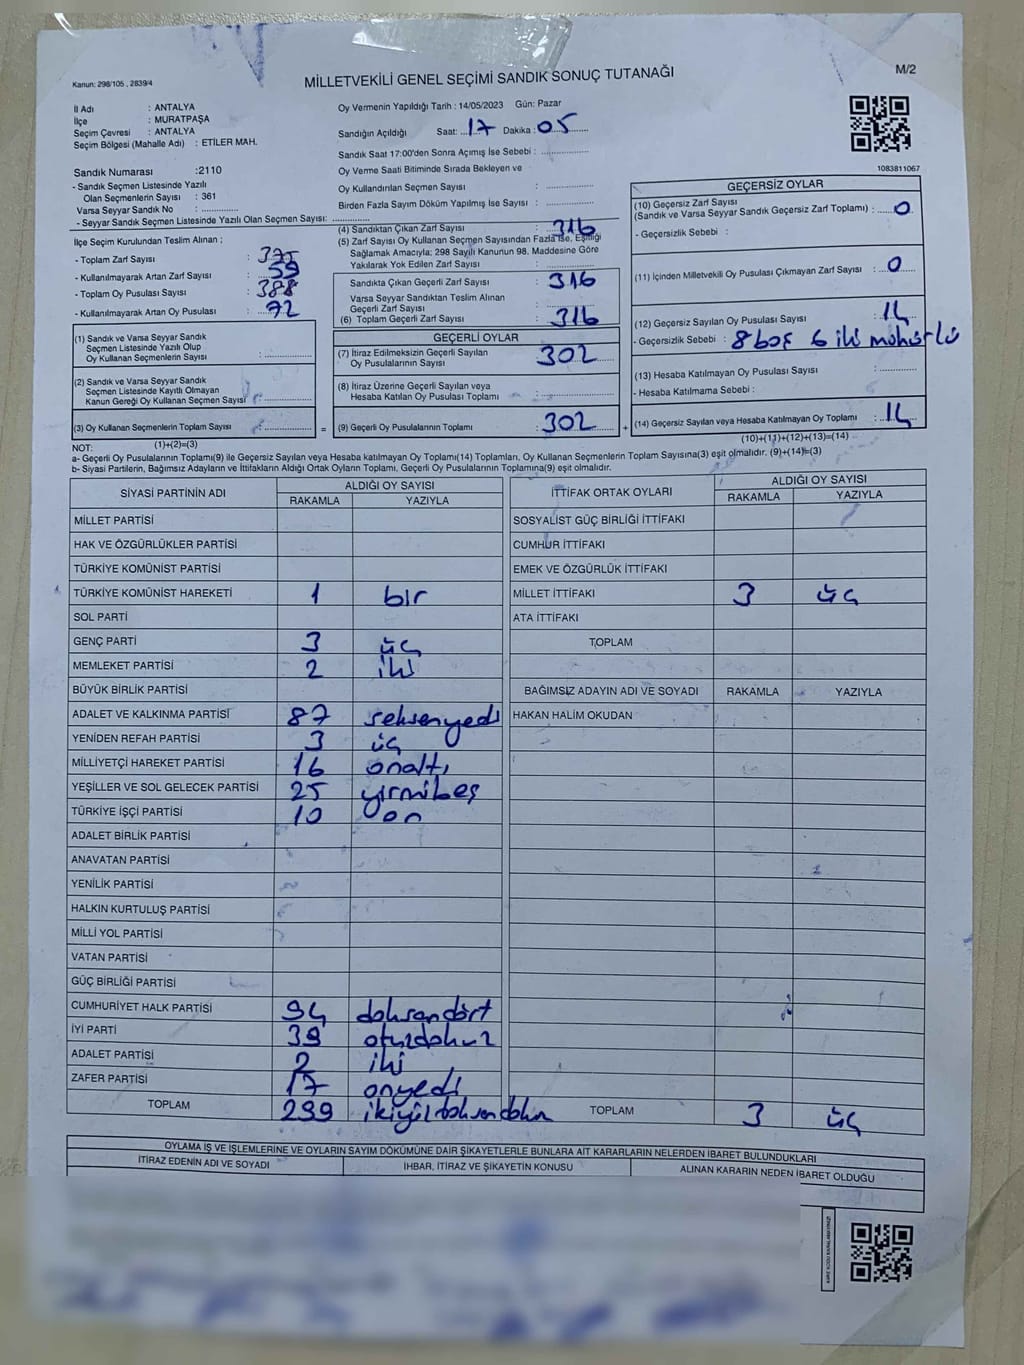 Kanun: 298/105 , 2839/4
MİLLETVEKİLİ GENEL SEÇİMİ SANDIK SONUÇ TUTANAĞI
M/2
İl Adı : ANTALYA
İlçe : MURATPAŞA
Seçim Çevresi : ANTALYA
Seçim Bölgesi (Mahalle Adı) : ETİLER MAH.
Sandık Numarası :2110
- Sandık Seçmen Listesinde Yazılı
Olan Seçmenlerin Sayısı : 361
Varsa Seyyar Sandık No : ..............
- Seyyar Sandık Seçmen Listesinde Yazılı Olan Seçmen Sayısı: ..............
İlçe Seçim Kurulundan Teslim Alınan ;
- Toplam Zarf Sayısı : 375
- Kullanılmayarak Artan Zarf Sayısı : 59
- Toplam Oy Pusulası Sayısı : 388
- Kullanılmayarak Artan Oy Pusulası : 72
(1) Sandık ve Varsa Seyyar Sandık
Seçmen Listesinde Yazılı Olup
Oy Kullanan Seçmenlerin Sayısı : ..............
(2) Sandık ve Varsa Seyyar Sandık
Seçmen Listesinde Kayıtlı Olmayan
Kanun Gereği Oy Kullanan Seçmen Sayısı : ..............
(3) Oy Kullanan Seçmenlerin Toplam Sayısı : ..............
(1)+(2)=(3)
Oy Vermenin Yapıldığı Tarih : 14/05/2023 Gün: Pazar
Sandığın Açıldığı Saat: 17 Dakika : 05
Sandık Saat 17:00'den Sonra Açımış İse Sebebi : ..............
Oy Verme Saati Bitiminde Sırada Bekleyen ve
Oy Kullandırılan Seçmen Sayısı : ..............
Birden Fazla Sayım Döküm Yapılmış İse Sayısı : ..............
(4) Sandıktan Çıkan Zarf Sayısı : 316
(5) Zarf Sayısı Oy Kullanan Seçmen Sayısından Fazla İse, Eşitliği
Sağlamak Amacıyla; 298 Sayılı Kanunun 98. Maddesine Göre
Yakılarak Yok Edilen Zarf Sayısı : ..............
Sandıkta Çıkan Geçerli Zarf Sayısı : 316
Varsa Seyyar Sandıktan Teslim Alınan
Geçerli Zarf Sayısı : ..............
(6) Toplam Geçerli Zarf Sayısı : 316
GEÇERLİ OYLAR
(7) İtiraz Edilmeksizin Geçerli Sayılan
Oy Pusulalarının Sayısı : 302
(8) İtiraz Üzerine Geçerli Sayılan veya
Hesaba Katılan Oy Pusulası Toplamı : ..............
= (9) Geçerli Oy Pusulalarının Toplamı : 302 +
1083811067
GEÇERSİZ OYLAR
(10) Geçersiz Zarf Sayısı
(Sandık ve Varsa Seyyar Sandık Geçersiz Zarf Toplamı) : 0
- Geçersizlik Sebebi :
(11) İçinden Milletvekili Oy Pusulası Çıkmayan Zarf Sayısı : 0
(12) Geçersiz Sayılan Oy Pusulası Sayısı : 14
- Geçersizlik Sebebi : 8 boş 6 iki mühürlü
(13) Hesaba Katılmayan Oy Pusulası Sayısı : ..............
- Hesaba Katılmama Sebebi :
(14) Geçersiz Sayılan veya Hesaba Katılmayan Oy Toplamı : 14
(10)+(11)+(12)+(13)=(14)
NOT:
a- Geçerli Oy Pusulalarının Toplamı(9) ile Geçersiz Sayılan veya Hesaba katılmayan Oy Toplamı(14) Toplamları, Oy Kullanan Seçmenlerin Toplam Sayısına(3) eşit olmalıdır. (9)+(14)=(3)
b- Siyasi Partilerin, Bağımsız Adayların ve İttifakların Aldığı Ortak Oyların Toplamı, Geçerli Oy Pusulalarının Toplamına(9) eşit olmalıdır.
SİYASİ PARTİNİN ADI ALDIĞI OY SAYISI
RAKAMLA YAZIYLA
MİLLET PARTİSİ
HAK VE ÖZGÜRLÜKLER PARTİSİ
TÜRKİYE KOMÜNİST PARTİSİ
TÜRKİYE KOMÜNİST HAREKETİ 1 bir
SOL PARTİ
GENÇ PARTİ 3 üç
MEMLEKET PARTİSİ 2 iki
BÜYÜK BİRLİK PARTİSİ
ADALET VE KALKINMA PARTİSİ 87 seksenyedi
YENİDEN REFAH PARTİSİ 3 üç
MİLLİYETÇİ HAREKET PARTİSİ 16 onaltı
YEŞİLLER VE SOL GELECEK PARTİSİ 25 yirmibeş
TÜRKİYE İŞÇİ PARTİSİ 10 on
ADALET BİRLİK PARTİSİ
ANAVATAN PARTİSİ
YENİLİK PARTİSİ
HALKIN KURTULUŞ PARTİSİ
MİLLİ YOL PARTİSİ
VATAN PARTİSİ
GÜÇ BİRLİĞİ PARTİSİ
CUMHURİYET HALK PARTİSİ 94 doksandört
İYİ PARTİ 39 otuzdokuz
ADALET PARTİSİ 2 iki
ZAFER PARTİSİ 17 onyedi
TOPLAM 299
İTTİFAK ORTAK OYLARI ALDIĞI OY SAYISI
RAKAMLA YAZIYLA
SOSYALİST GÜÇ BİRLİĞİ İTTİFAKI
CUMHUR İTTİFAKI
EMEK VE ÖZGÜRLÜK İTTİFAKI
MİLLET İTTİFAKI 3 üç
ATA İTTİFAKI
TOPLAM
BAĞIMSIZ ADAYIN ADI VE SOYADI RAKAMLA YAZIYLA
HAKAN HALİM OKUDAN
TOPLAM 3 üç
OYLAMA İŞ VE İŞLEMLERİNE VE OYLARIN SAYIM DÖKÜMÜNE DAİR ŞİKAYETLERLE BUNLARA AİT KARARLARIN NELERDEN İBARET BULUNDUKLARI
İTİRAZ EDENİN ADI VE SOYADI İHBAR, İTİRAZ VE ŞİKAYETİN KONUSU ALINAN KARARIN NEDEN İBARET OLDUĞU